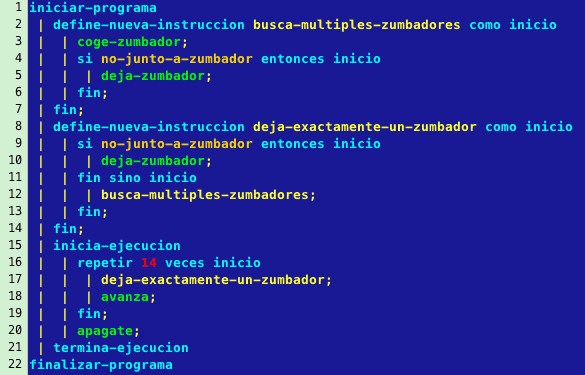 1 iniciar-programa
2 | define-nueva-instruccion busca-multiples-zumbadores como inicio
3 | | coge-zumbador;
4 | | si no-junto-a-zumbador entonces inicio
5 | | | deja-zumbador;
6 | | fin;
7 | fin;
8 | define-nueva-instruccion deja-exactamente-un-zumbador como inicio
9 | | si no-junto-a-zumbador entonces inicio
10 | | | deja-zumbador;
11 | | fin sino inicio
12 | | | busca-multiples-zumbadores;
13 | | fin;
14 | fin;
15 | inicia-ejecucion
16 | | repetir 14 veces inicio
17 | | | deja-exactamente-un-zumbador;
18 | | | avanza;
19 | | fin;
20 | | apagate;
21 | termina-ejecucion
22 finalizar-programa